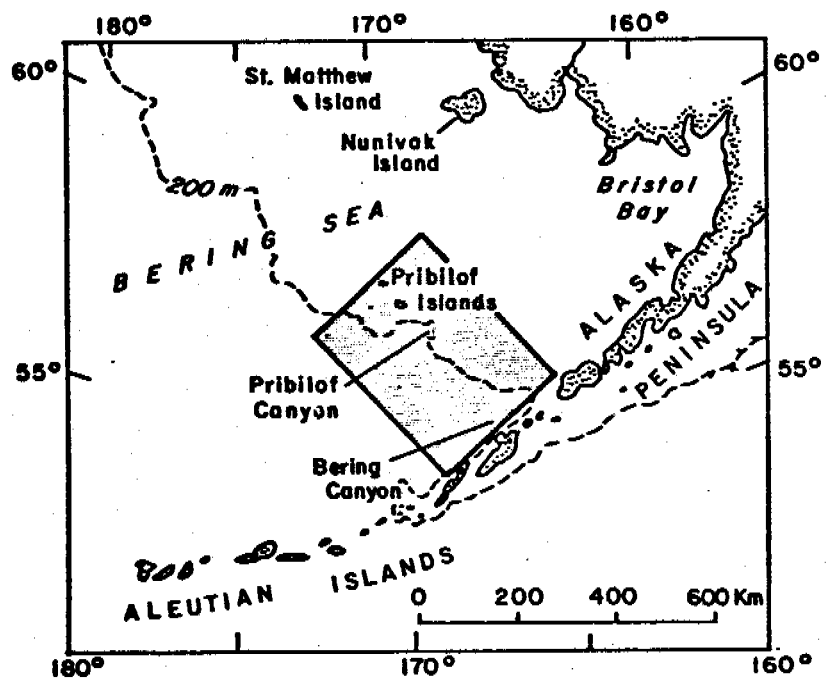 180°
170°
160°
60°
60°
St. Matthew
Island
Nunivak
Island
200 m
Bristol
Bay
BERING SEA
Pribilof
Islands
ALASKA
PENINSULA
55°
55°
Pribilof
Canyon
Bering
Canyon
ALEUTIAN ISLANDS
0 200 400 600 Km
180°
170°
160°